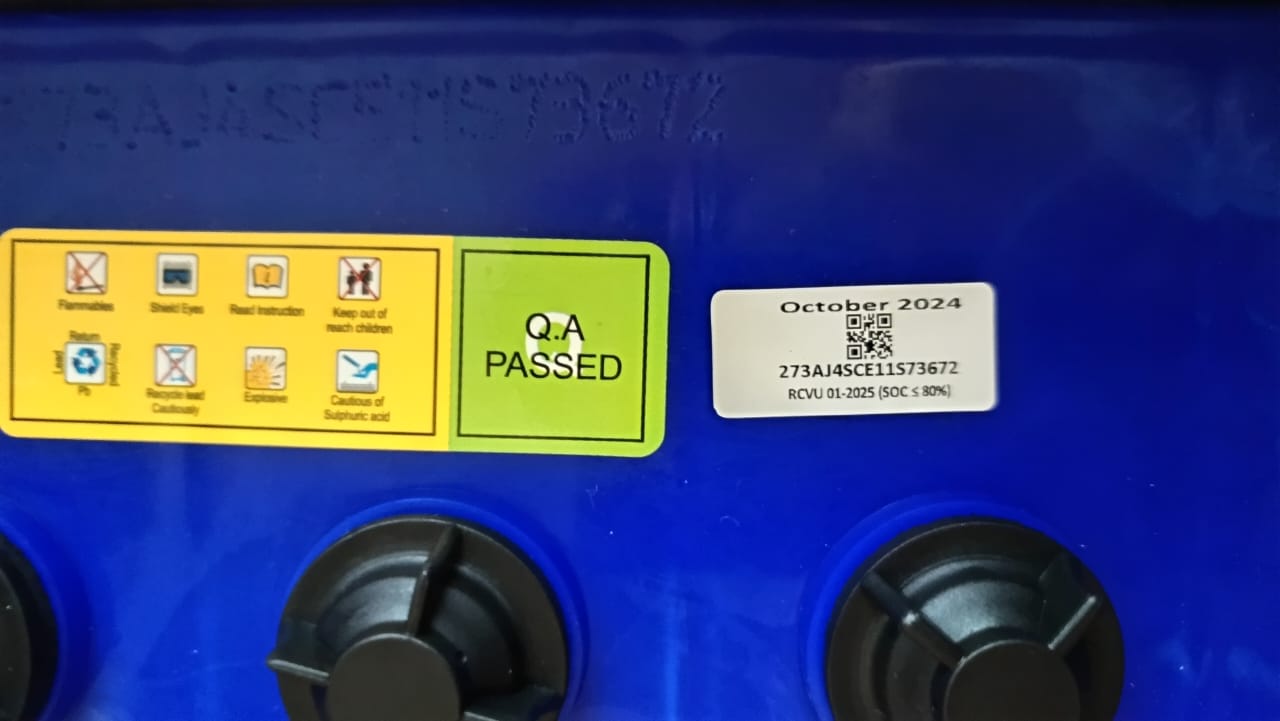 273AJ4SCE11S73672
Flammables
Shield Eyes
Read Instruction
Keep out of
reach children
Return
Recycled
Pb
Recycle lead
Cautiously
Explosive
Cautious of
Sulphuric acid
Q.A
PASSED
October 2024
273AJ4SCE11S73672
RCVU 01-2025 (SOC ≤ 80%)